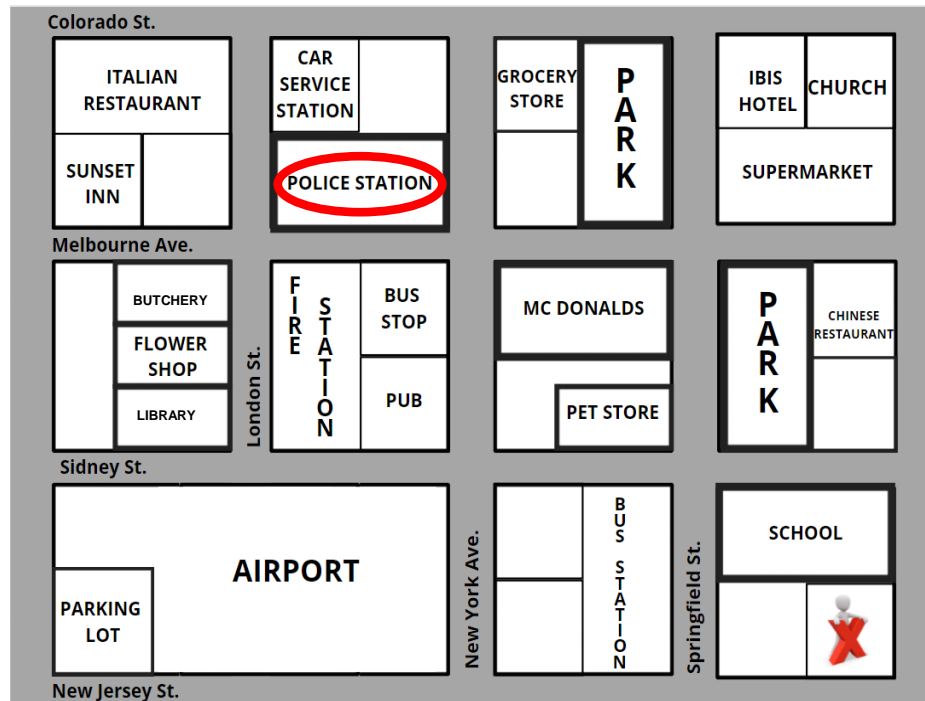 Colorado St.
ITALIAN
RESTAURANT
SUNSET
INN
CAR
SERVICE
STATION
POLICE STATION
GROCERY
STORE
PARK
IBIS
HOTEL
CHURCH
SUPERMARKET
Melbourne Ave.
BUTCHERY
FLOWER
SHOP
LIBRARY
London St.
FIRE
STATION
BUS
STOP
PUB
MC DONALDS
PET STORE
PARK
CHINESE
RESTAURANT
Sidney St.
AIRPORT
PARKING
LOT
New York Ave.
BUS STATION
Springfield St.
SCHOOL
X
New Jersey St.